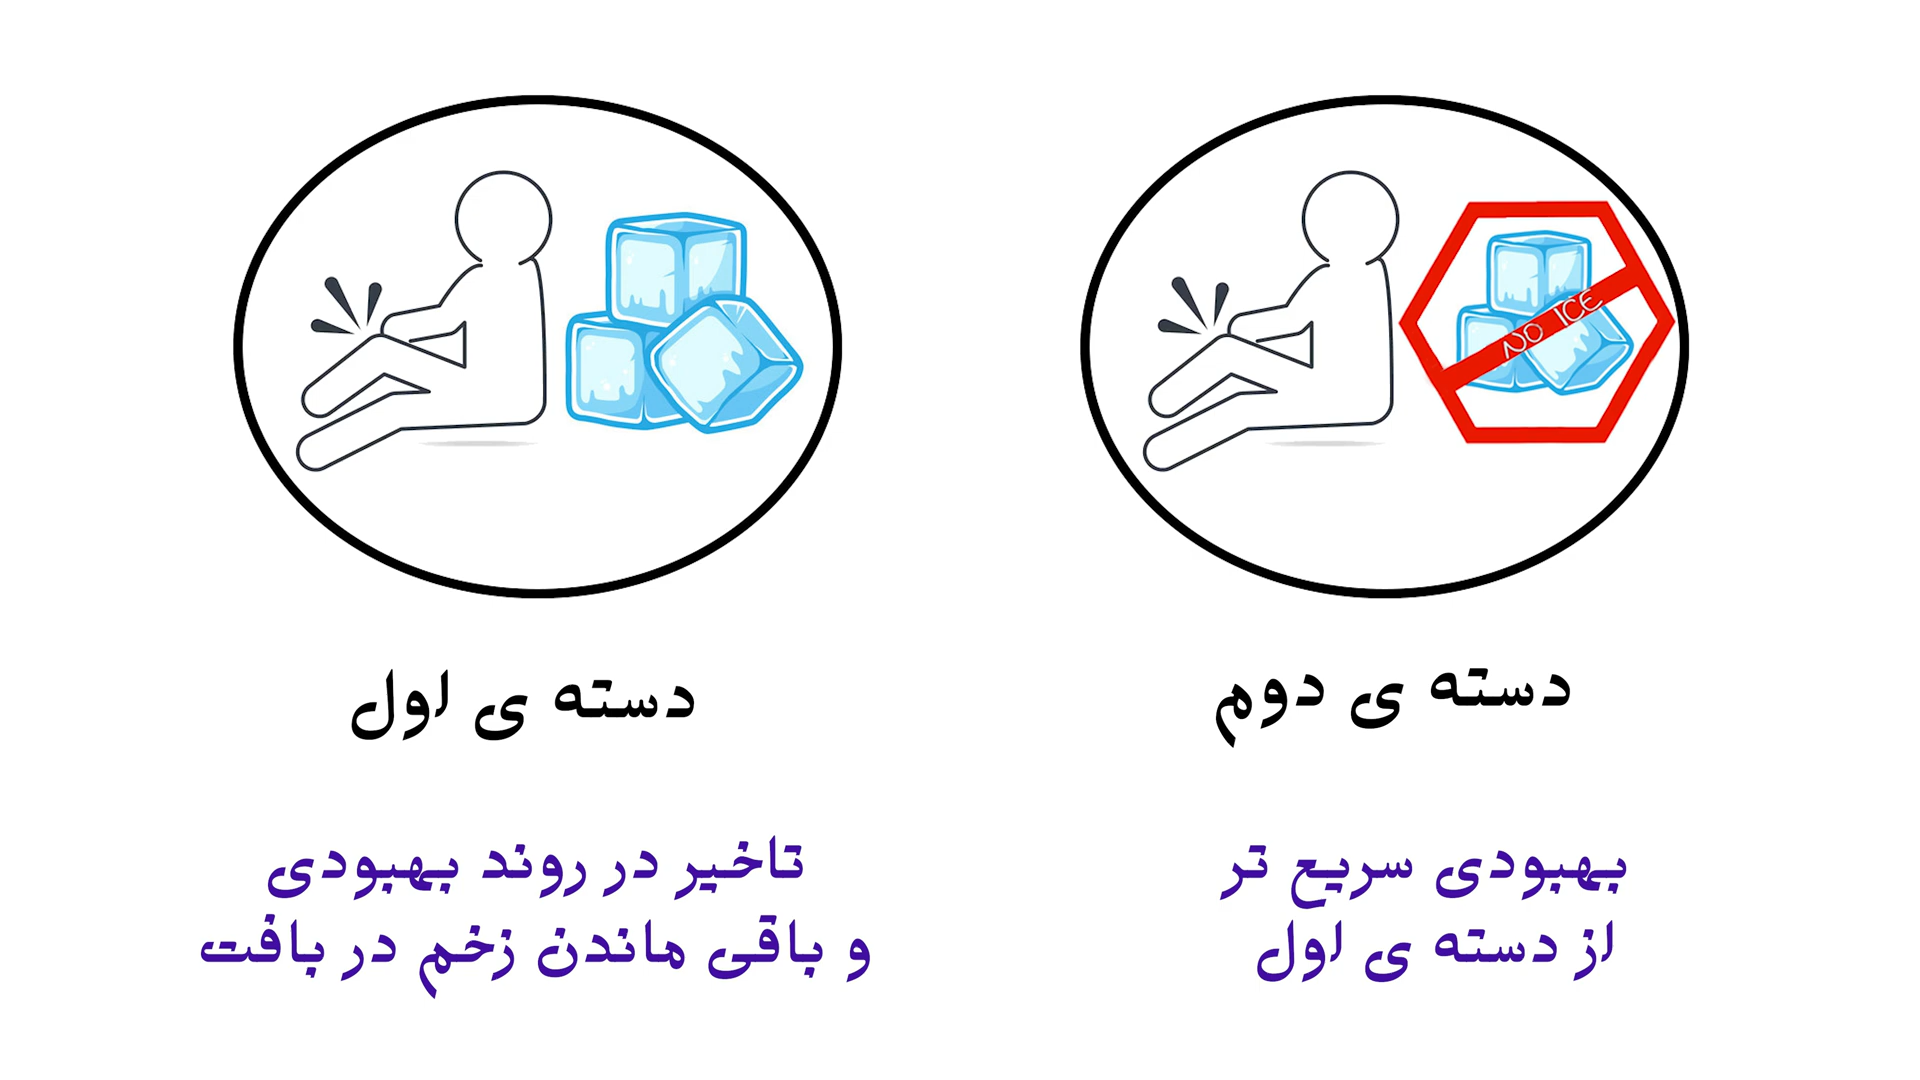 NO ICE
دسته ی دوم
دسته ی اول
بهبودی سریع تر
از دسته ی اول
تاخیر در روند بهبودی
و باقی ماندن زخم در بافت